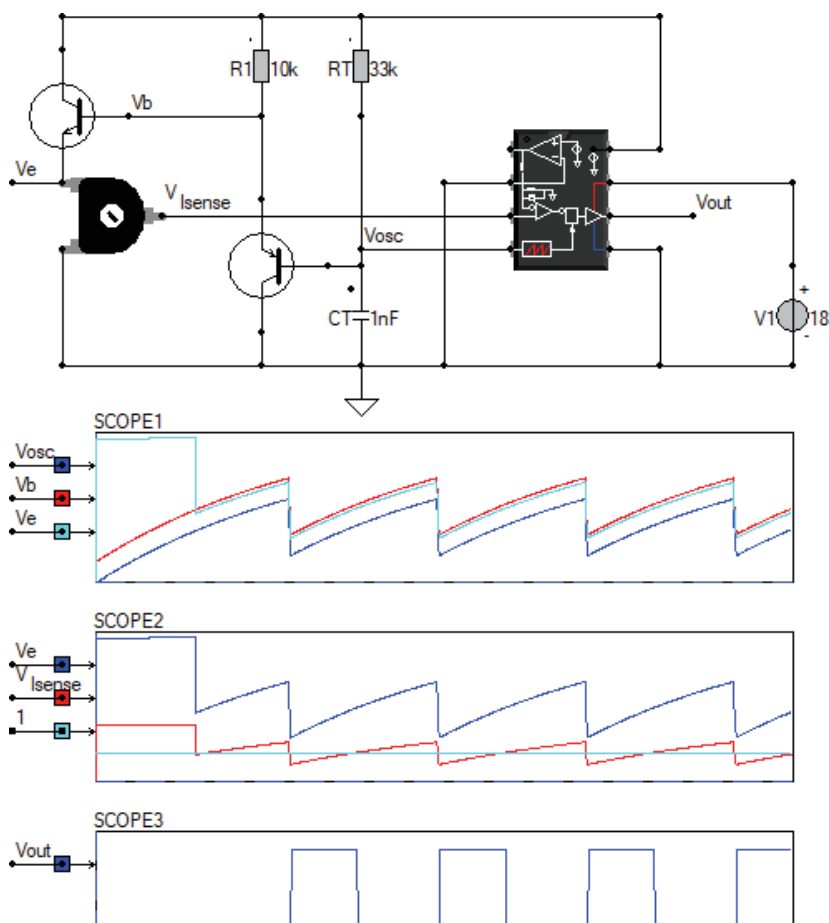 R1 10k RT 33k
Vb
Ve
V Isense
Vout
Vosc
CT 1nF
V1 18
+
-
SCOPE1
Vosc
Vb
Ve
SCOPE2
Ve
V Isense
1
SCOPE3
Vout